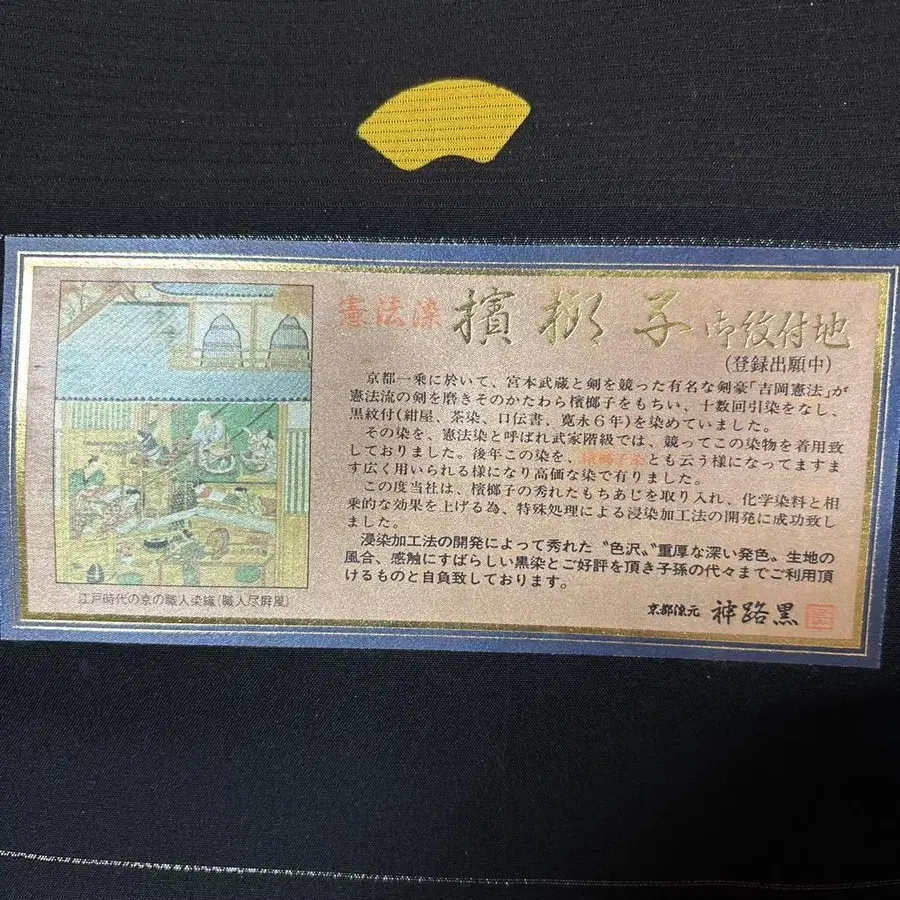 憲法染 檳榔子 御紋付地
(登録出願中)
京都一乗に於いて、宮本武蔵と剣を競った有名な剣豪「吉岡憲法」が
憲法流の剣を磨きそのかたわら檳榔子をもちい、十数回引染をなし、
黒紋付(紺屋、茶染、口伝書、寛永6年)を染めていました。
その染を、憲法染と呼ばれ武家階級では、競ってこの染物を着用致
しておりました。後年この染を、檳榔子染とも云う様になってますま
す広く用いられる様になり高価な染で有りました。
この度当社は、檳榔子の秀れたもちあじを取り入れ、化学染料と相
乗的な効果を上げる為、特殊処理による浸染加工法の開発に成功致し
ました。
浸染加工法の開発によって秀れた〝色沢〟〝重厚な深い発色〟生地の
風合、感触にすばらしい黒染とご好評を頂き子孫の代々までご利用頂
けるものと自負致しております。
京都染元 神路黒
江戸時代の京の職人染織(職人尽屏風)